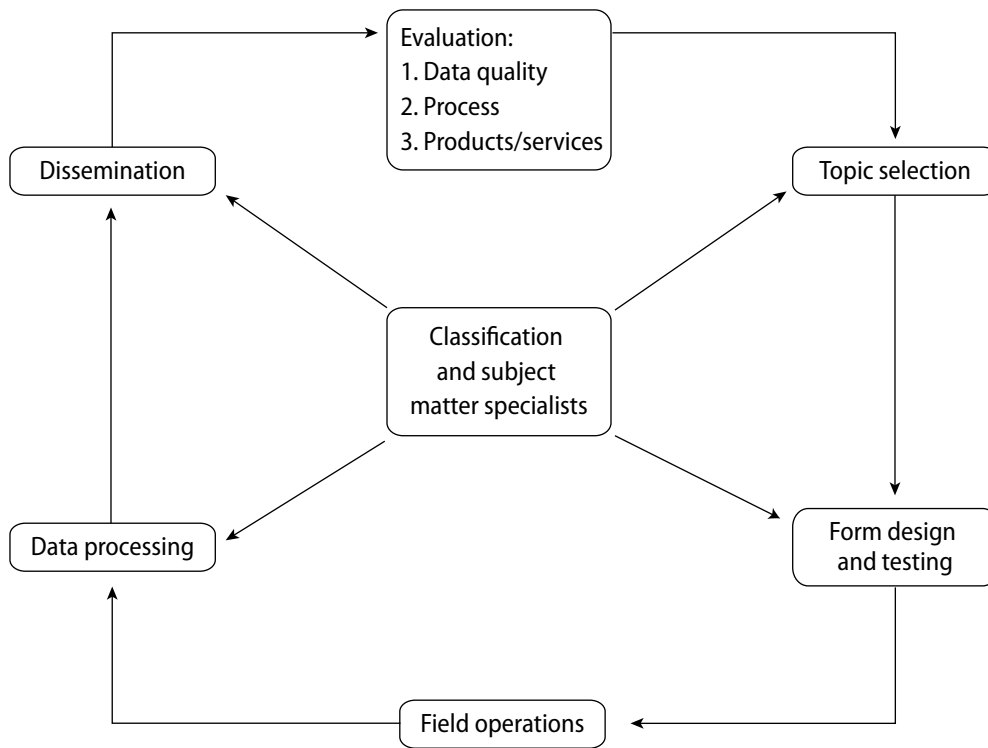 Evaluation:
1. Data quality
2. Process
3. Products/services
Dissemination
Topic selection
Classification
and subject
matter specialists
Data processing
Form design
and testing
Field operations